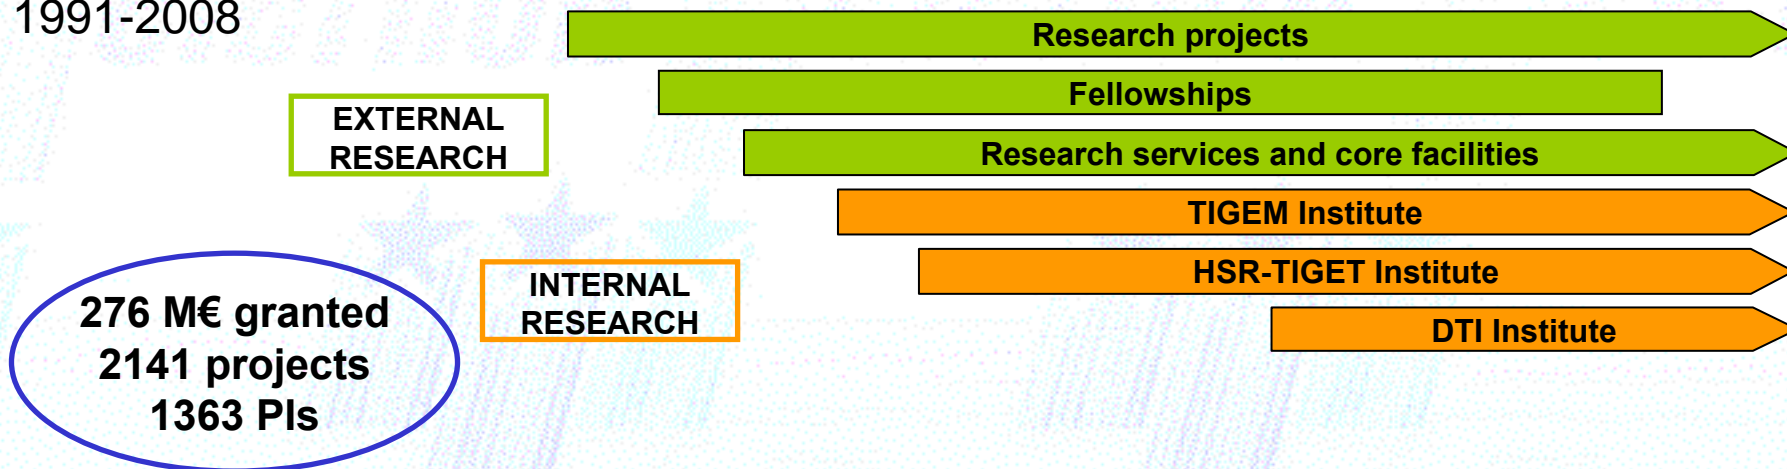 1991-2008
Research projects
Fellowships
EXTERNAL
RESEARCH
Research services and core facilities
TIGEM Institute
HSR-TIGET Institute
INTERNAL
RESEARCH
DTI Institute
276 M€ granted
2141 projects
1363 PIs